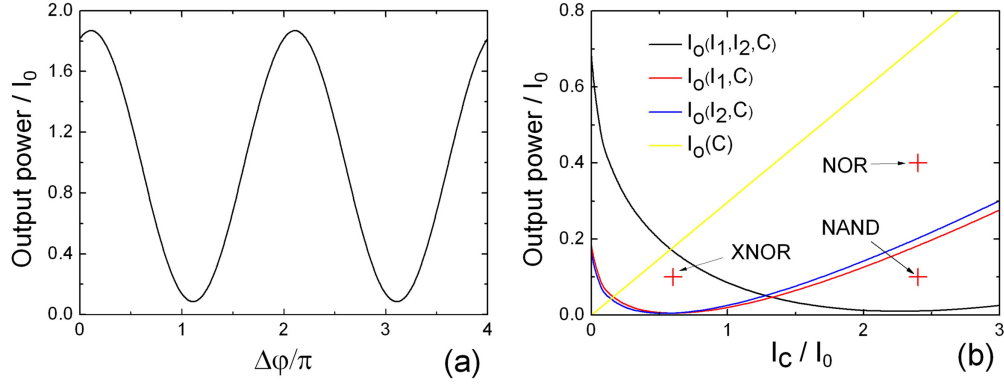 2.0
1.6
1.2
0.8
0.4
0.0
Output power / I₀
0 1 2 3 4
Δφ/π
(a)
0.8
0.6
0.4
0.2
0.0
Output power / I₀
Iₒ(I₁,I₂,C)
Iₒ(I₁,C)
Iₒ(I₂,C)
Iₒ(C)
NOR
NAND
XNOR
0 1 2 3
I_C / I₀
(b)